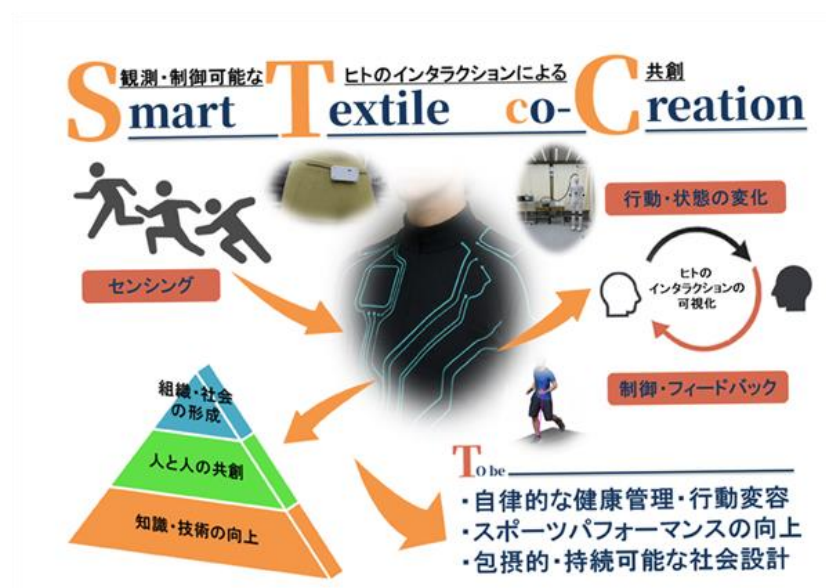 観測・制御可能な ヒトのインタラクションによる 共創
Smart Textile co-Creation
センシング
行動・状態の変化
ヒトの
インタラクションの
可視化
制御・フィードバック
組織・社会
の形成
人と人の共創
知識・技術の向上
To be
・自律的な健康管理・行動変容
・スポーツパフォーマンスの向上
・包摂的・持続可能な社会設計